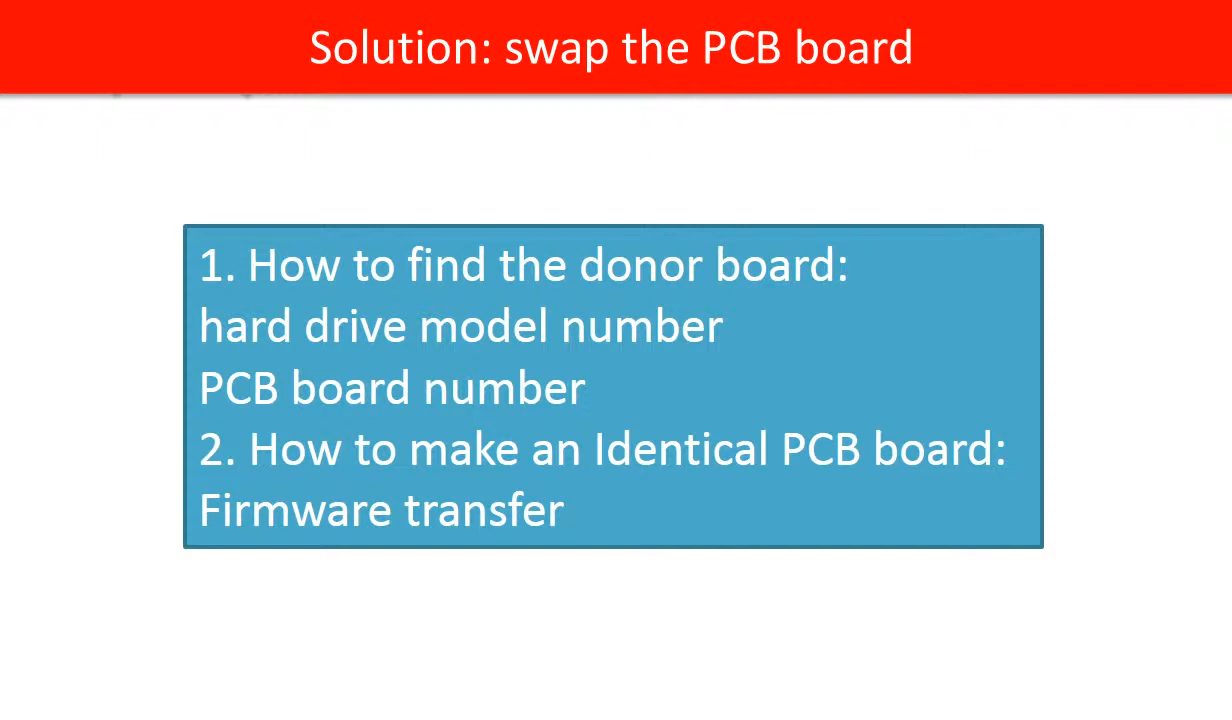 Solution: swap the PCB board
1. How to find the donor board:
hard drive model number
PCB board number
2. How to make an Identical PCB board:
Firmware transfer